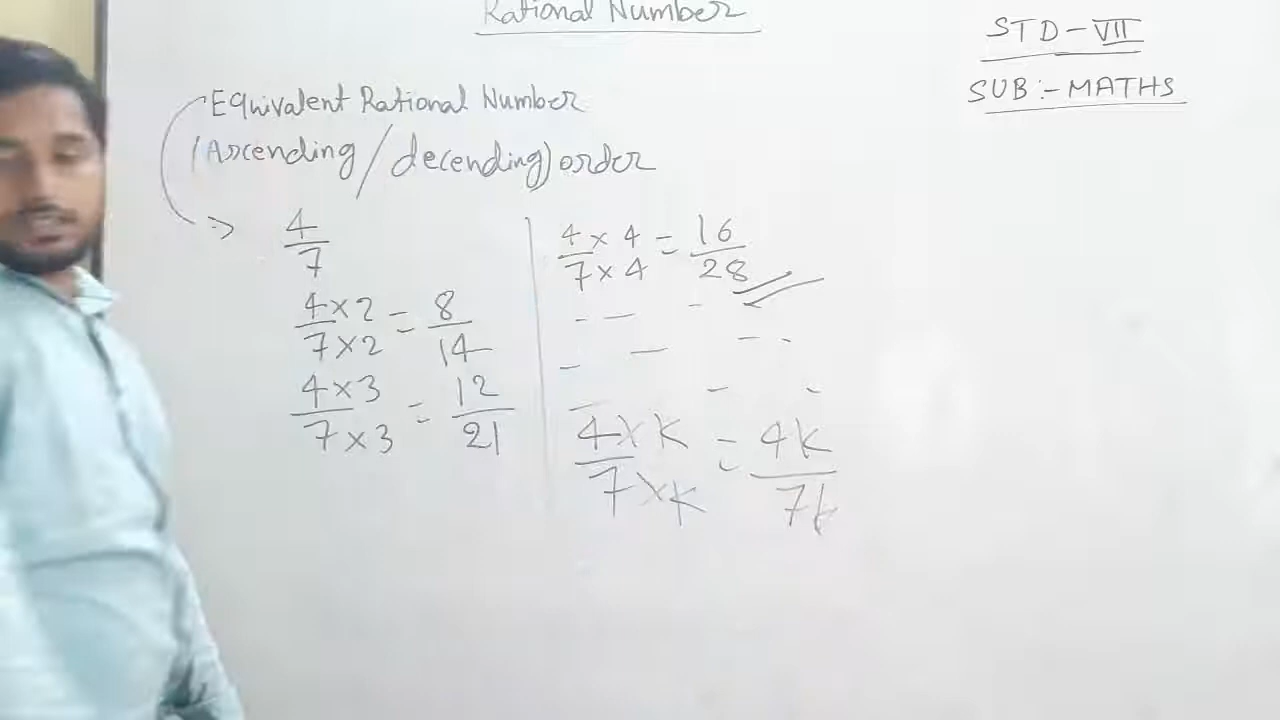 Rational Number
STD-VII
SUB:- MATHS
Equivalent Rational Number
(Ascending/decending) order
=> 4/7
4×2/7×2 = 8/14
4×3/7×3 = 12/21
4×4/7×4 = 16/28
4×k/7×k = 4k/7k